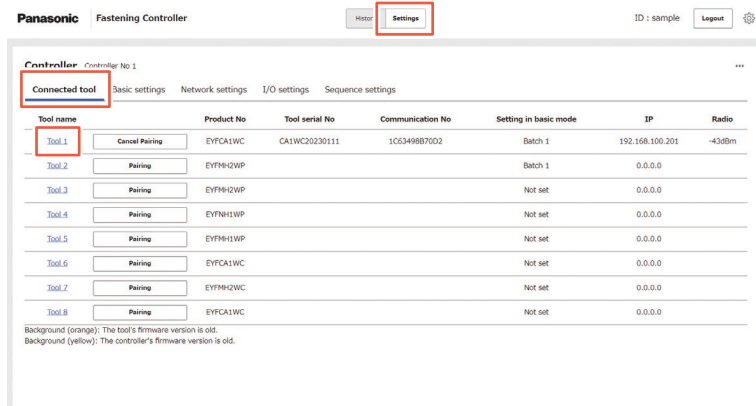 Panasonic Fastening Controller Settings ID : sample Logout
Controller Controller No 1 ...
Connected tool Basic settings Network settings I/O settings Sequence settings
Tool name Product No Tool serial No Communication No Setting in basic mode IP Radio
Tool 1 Cancel Pairing EYFCA1WC CA1WC20230111 1C63498B70D2 Batch 1 192.168.100.201 -43dBm
Tool 2 Pairing EYFMH2WP Batch 1 0.0.0.0
Tool 3 Pairing EYFMH2WP Not set 0.0.0.0
Tool 4 Pairing EYFNH1WP Not set 0.0.0.0
Tool 5 Pairing EYFMH1WP Not set 0.0.0.0
Tool 6 Pairing EYFCA1WC Not set 0.0.0.0
Tool 7 Pairing EYFMH2WC Not set 0.0.0.0
Tool 8 Pairing EYFCA1WC Not set 0.0.0.0
Background (orange): The tool's firmware version is old.
Background (yellow): The controller's firmware version is old.